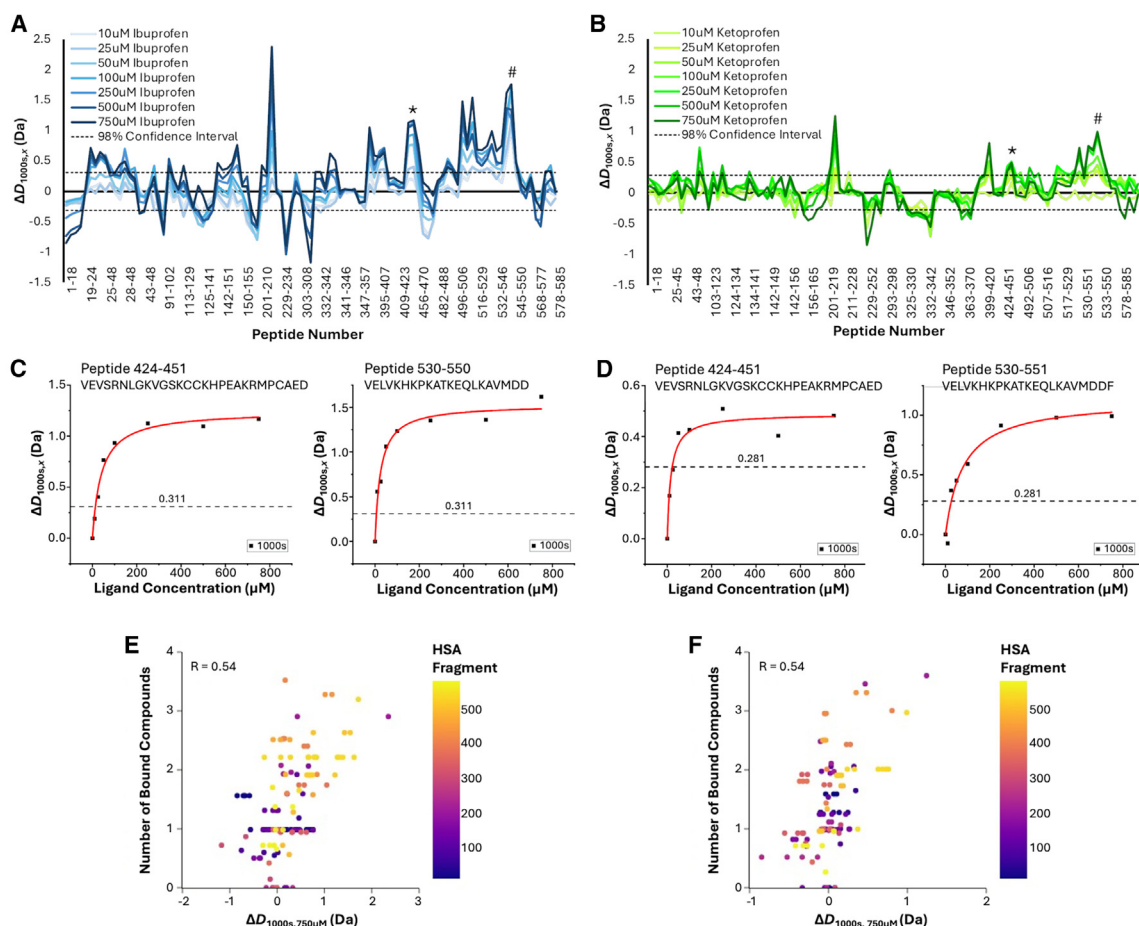 A
2.5
2
1.5
1
0.5
0
-0.5
-1
-1.5
ΔD1000s,x (Da)
10uM Ibuprofen
25uM Ibuprofen
50uM Ibuprofen
100uM Ibuprofen
250uM Ibuprofen
500uM Ibuprofen
750uM Ibuprofen
98% Confidence Interval
*
#
1-18
19-24
25-48
28-48
43-48
91-102
113-129
125-141
142-151
150-155
201-210
229-234
303-308
332-342
341-346
347-357
409-423
456-470
482-488
496-506
516-529
532-546
545-550
568-577
578-585
Peptide Number
B
2.5
2
1.5
1
0.5
0
-0.5
-1
-1.5
ΔD1000s,x (Da)
10uM Ketoprofen
25uM Ketoprofen
50uM Ketoprofen
100uM Ketoprofen
250uM Ketoprofen
500uM Ketoprofen
750uM Ketoprofen
98% Confidence Interval
*
#
1-18
25-45
43-48
103-123
124-134
134-149
142-156
156-165
201-219
211-228
229-252
293-298
325-330
332-342
346-352
363-370
399-420
424-451
492-506
507-516
517-529
530-551
533-550
578-585
Peptide Number
C
Peptide 424-451
VEVSRNLGKVGSKCCKHPEAKRMPCAED
1.5
1.0
0.5
0.0
ΔD1000s,x (Da)
0.311
1000s
0 200 400 600 800
Ligand Concentration (µM)
Peptide 530-550
VELVKHKPKATKEQLKAVMDD
1.5
1.0
0.5
0.0
ΔD1000s,x (Da)
0.311
1000s
0 200 400 600 800
Ligand Concentration (µM)
D
Peptide 424-451
VEVSRNLGKVGSKCCKHPEAKRMPCAED
0.6
0.4
0.2
0.0
ΔD1000s,x (Da)
0.281
1000s
0 200 400 600 800
Ligand Concentration (µM)
Peptide 530-551
VELVKHKPKATKEQLKAVMDDF
1.0
0.5
0.0
ΔD1000s,x (Da)
0.281
1000s
0 200 400 600 800
Ligand Concentration (µM)
E
R = 0.54
4
3
2
1
0
Number of Bound Compounds
-2 -1 0 1 2 3
ΔD1000s, 750uM (Da)
HSA
Fragment
500
400
300
200
100
F
R = 0.54
4
3
2
1
0
Number of Bound Compounds
-1 0 1 2
ΔD1000s, 750uM (Da)
HSA
Fragment
500
400
300
200
100